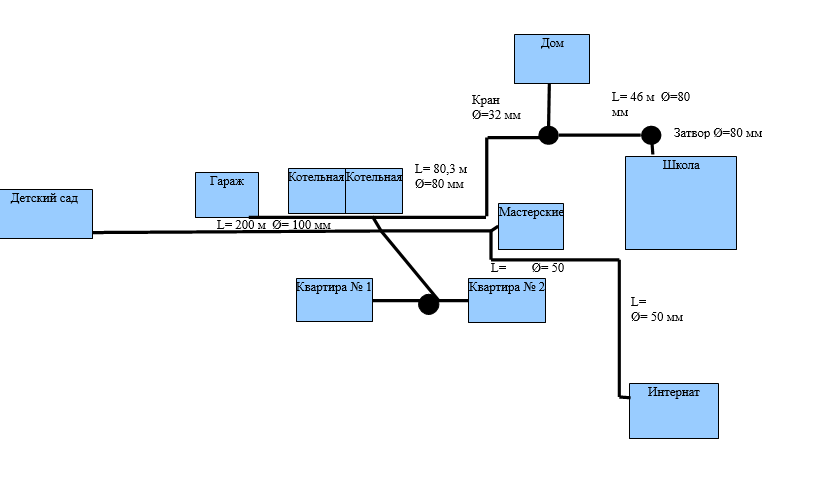 Дом
Кран
Ø=32 мм
L= 46 м Ø=80
мм
Затвор Ø=80 мм
Школа
L= 80,3 м
Ø=80 мм
Гараж
Котельная
Котельная
Детский сад
Мастерские
L= 200 м Ø= 100 мм
L= Ø= 50
Квартира № 1
Квартира № 2
L=
Ø= 50 мм
Интернат